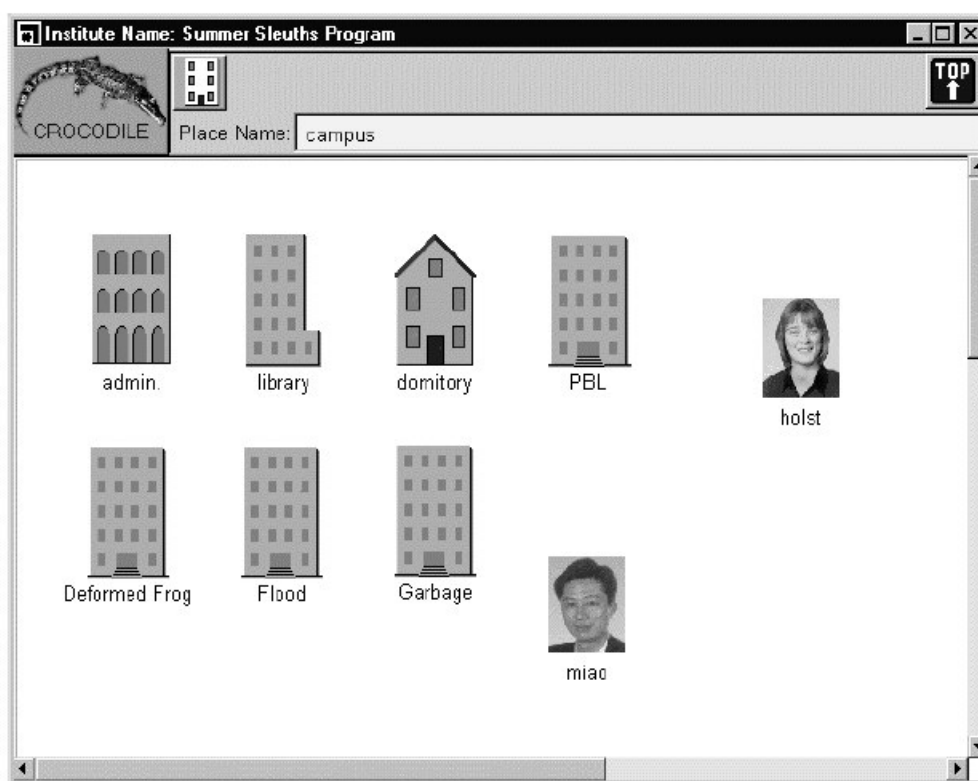 Institute Name: Summer Sleuths Program
TOP
CROCODILE
Place Name: campus
admin. library domitory PBL
holst
Deformed Frog Flood Garbage
miao